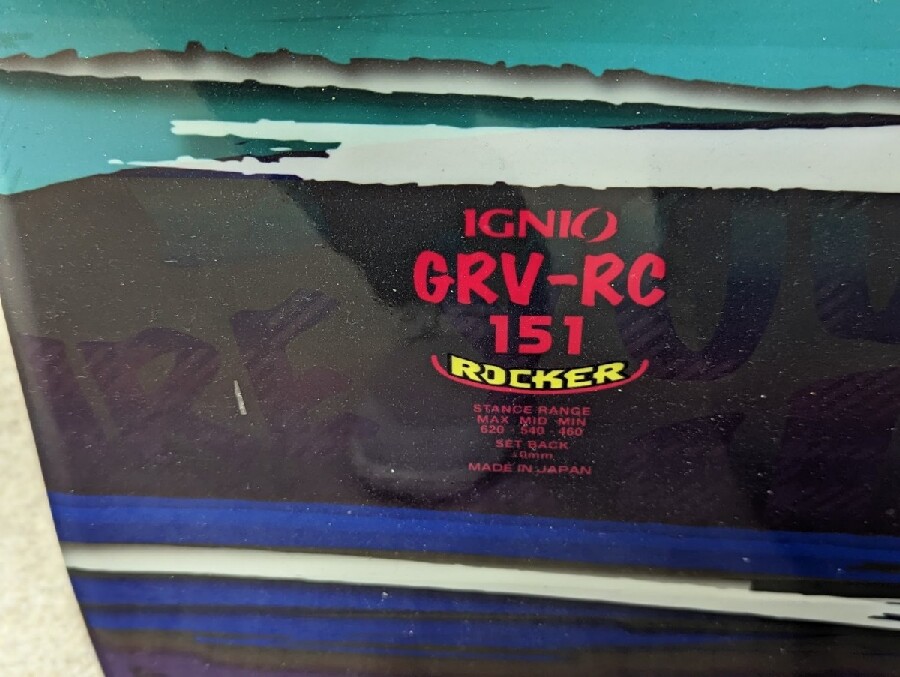 IGNIO
GRV-RC
151
ROCKER
STANCE RANGE
MAX MID MIN
620 - 540 - 460
SET BACK
MADE IN JAPAN